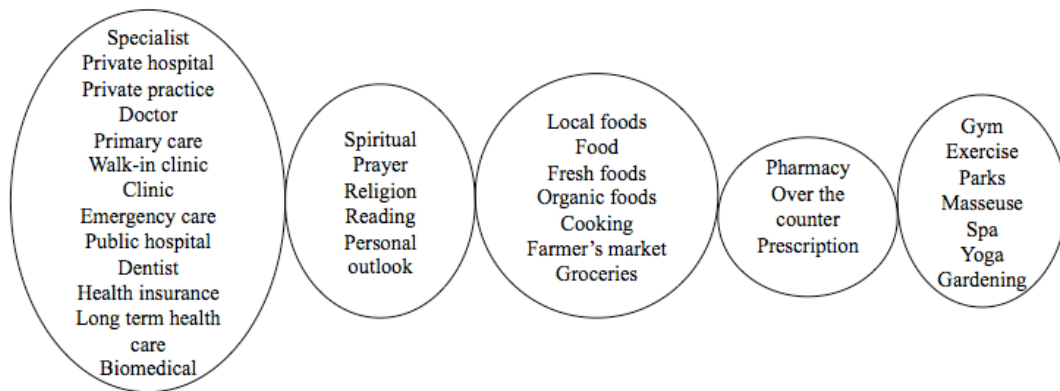 Specialist
Private hospital
Private practice
Doctor
Primary care
Walk-in clinic
Clinic
Emergency care
Public hospital
Dentist
Health insurance
Long term health
care
Biomedical
Spiritual
Prayer
Religion
Reading
Personal
outlook
Local foods
Food
Fresh foods
Organic foods
Cooking
Farmer's market
Groceries
Pharmacy
Over the
counter
Prescription
Gym
Exercise
Parks
Masseuse
Spa
Yoga
Gardening